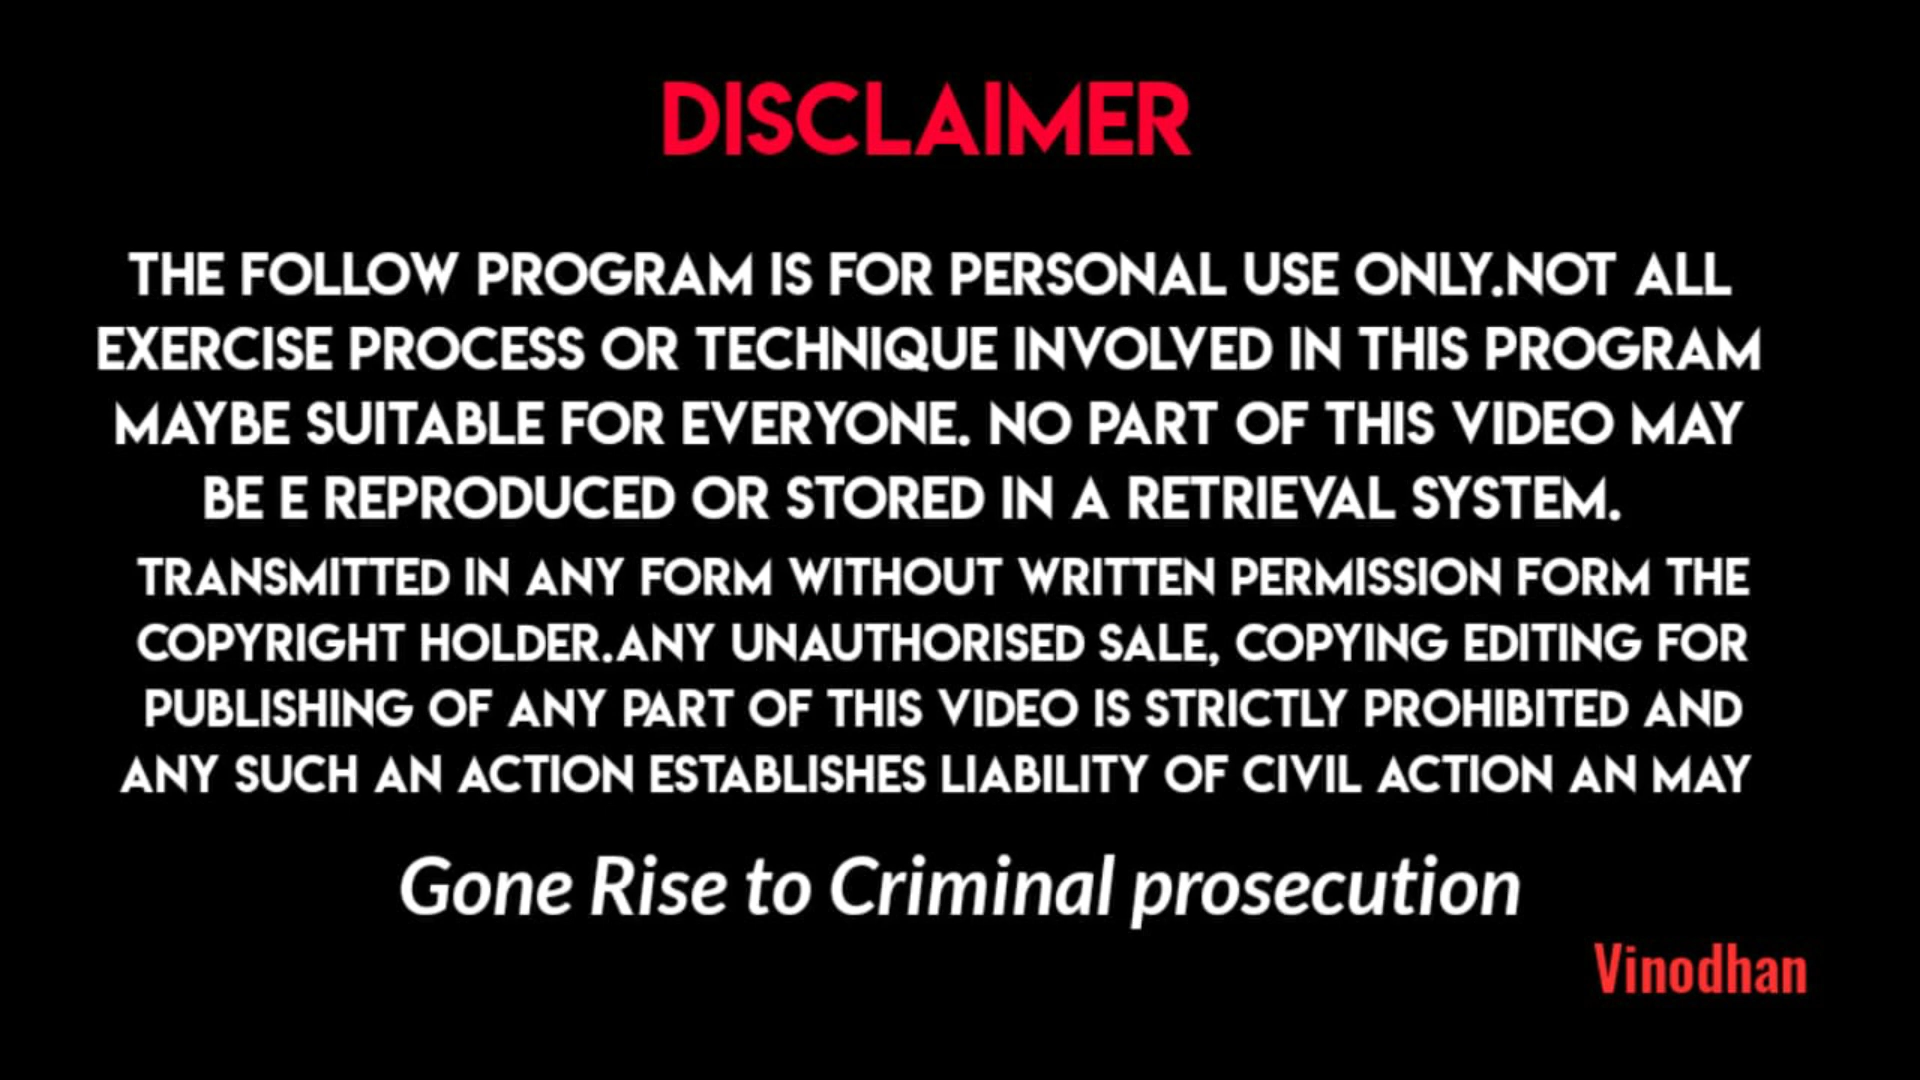 DISCLAIMER
THE FOLLOW PROGRAM IS FOR PERSONAL USE ONLY.NOT ALL
EXERCISE PROCESS OR TECHNIQUE INVOLVED IN THIS PROGRAM
MAYBE SUITABLE FOR EVERYONE. NO PART OF THIS VIDEO MAY
BE E REPRODUCED OR STORED IN A RETRIEVAL SYSTEM.
TRANSMITTED IN ANY FORM WITHOUT WRITTEN PERMISSION FORM THE
COPYRIGHT HOLDER.ANY UNAUTHORISED SALE, COPYING EDITING FOR
PUBLISHING OF ANY PART OF THIS VIDEO IS STRICTLY PROHIBITED AND
ANY SUCH AN ACTION ESTABLISHES LIABILITY OF CIVIL ACTION AN MAY
Gone Rise to Criminal prosecution
Vinodhan